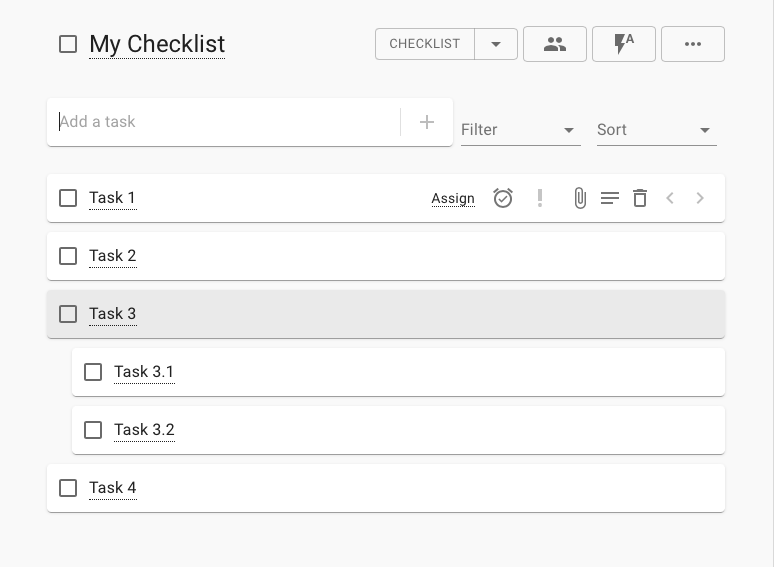 My Checklist
CHECKLIST
A
Add a task
Filter
Sort
Task 1
Assign
Task 2
Task 3
Task 3.1
Task 3.2
Task 4